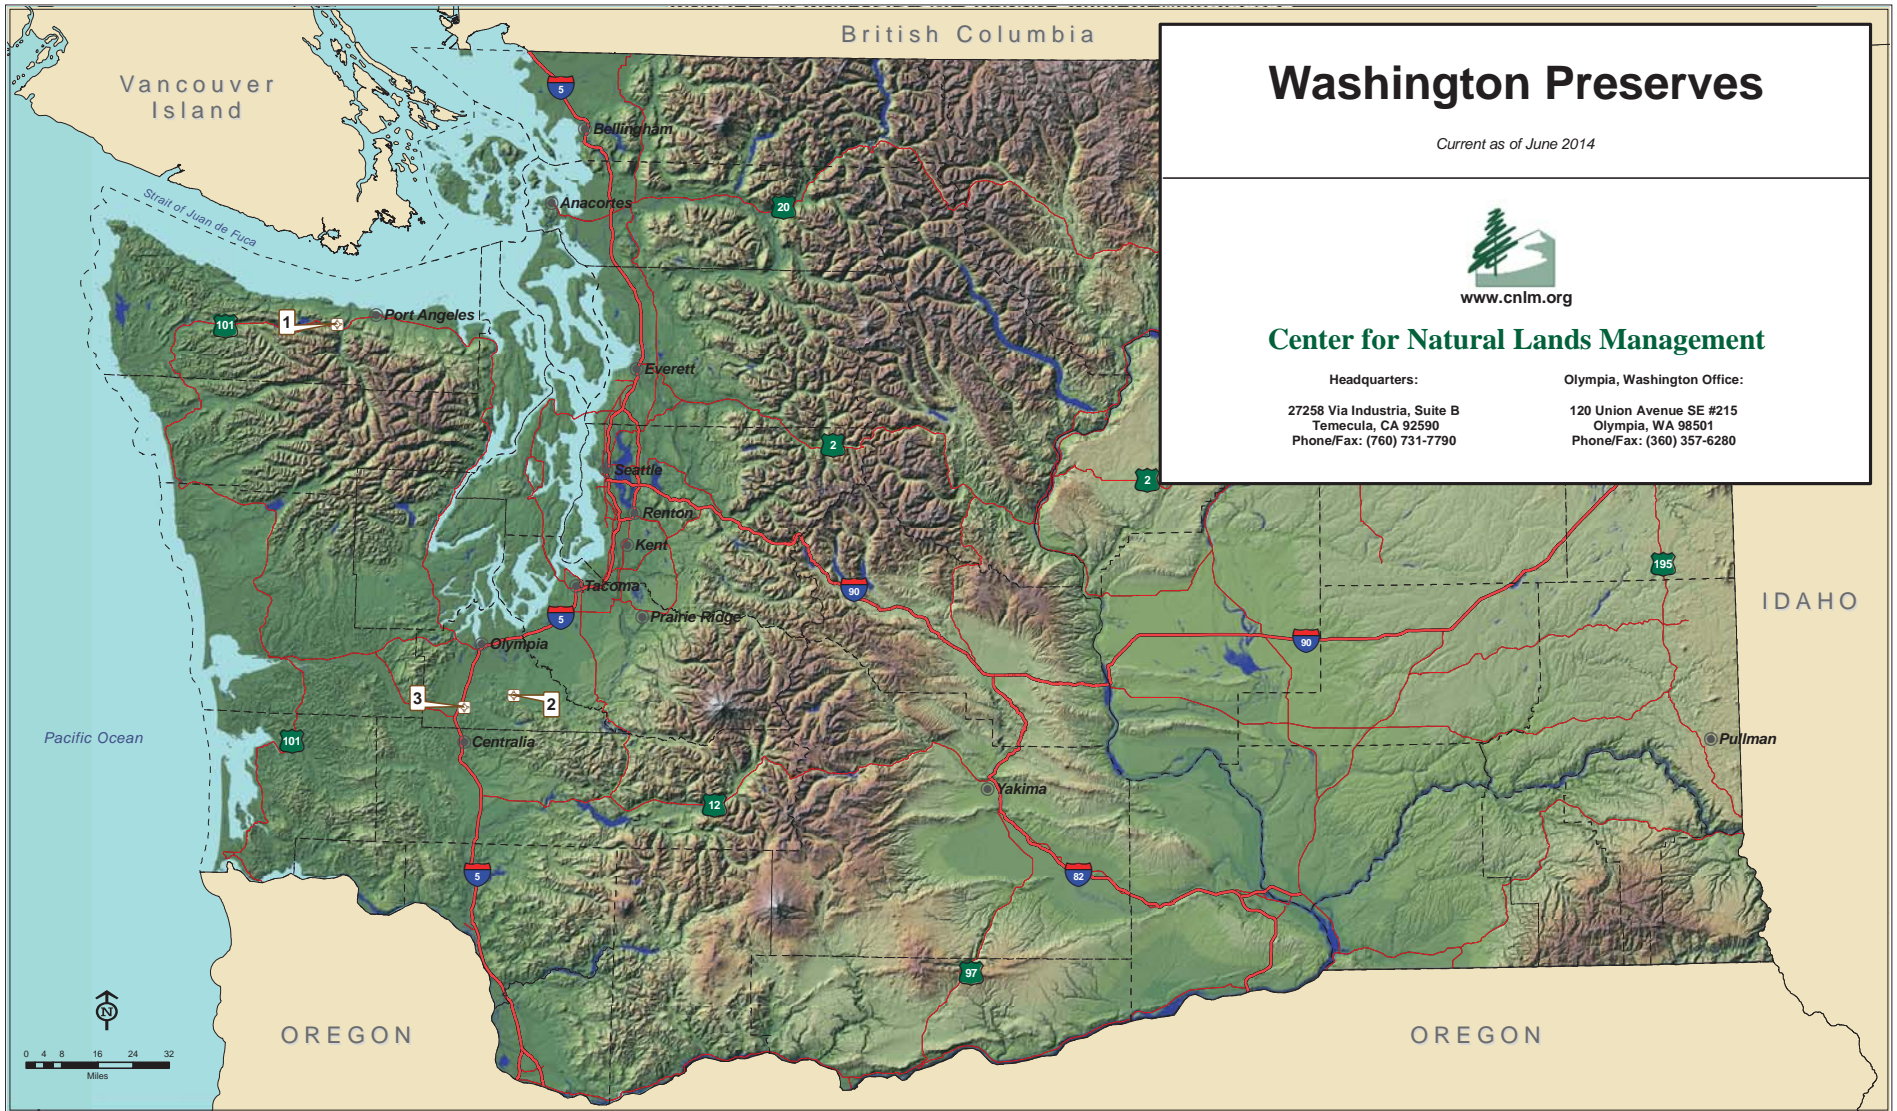 British Columbia
Vancouver
Island
Washington Preserves
Current as of June 2014
www.cnlm.org
Center for Natural Lands Management
Headquarters:
27258 Via Industria, Suite B
Temecula, CA 92590
Phone/Fax: (760) 731-7790
Olympia, Washington Office:
120 Union Avenue SE #215
Olympia, WA 98501
Phone/Fax: (360) 357-6280
5
Bellingham
Strait of Juan de Fuca
Anacortes
20
101
1
Port Angeles
Everett
2
Seattle
2
Renton
Kent
195
Tacoma
90
IDAHO
5
Prairie Ridge
Olympia
90
3
2
Pacific Ocean
101
Centralia
Pullman
Yakima
12
5
82
97
N
OREGON
OREGON
0 4 8 16 24 32
Miles